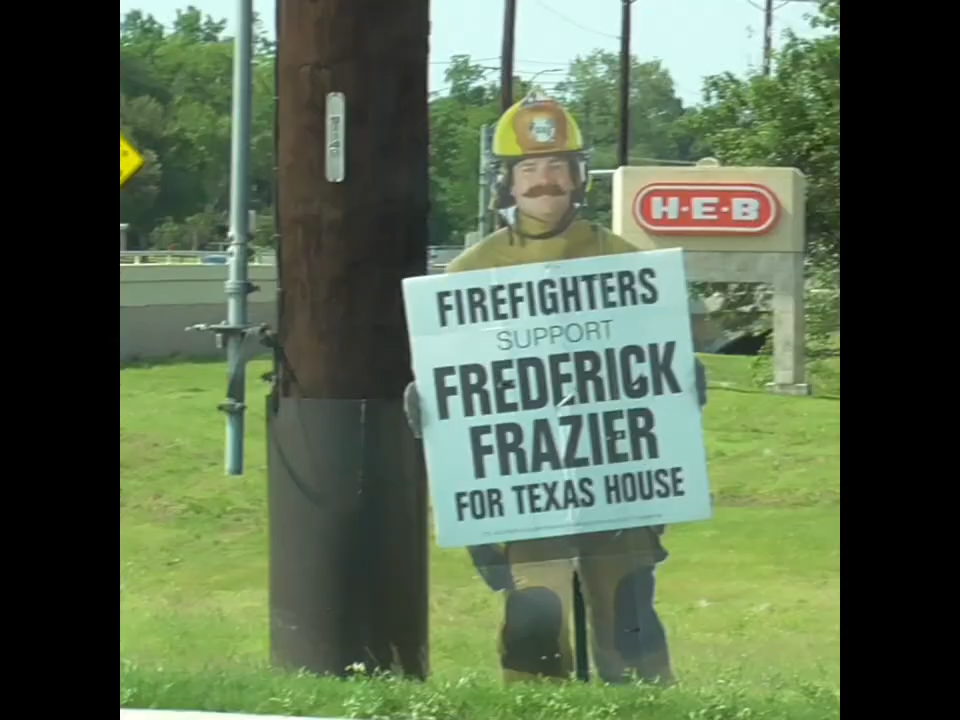 H-E-B
FIREFIGHTERS
SUPPORT
FREDERICK
FRAZIER
FOR TEXAS HOUSE